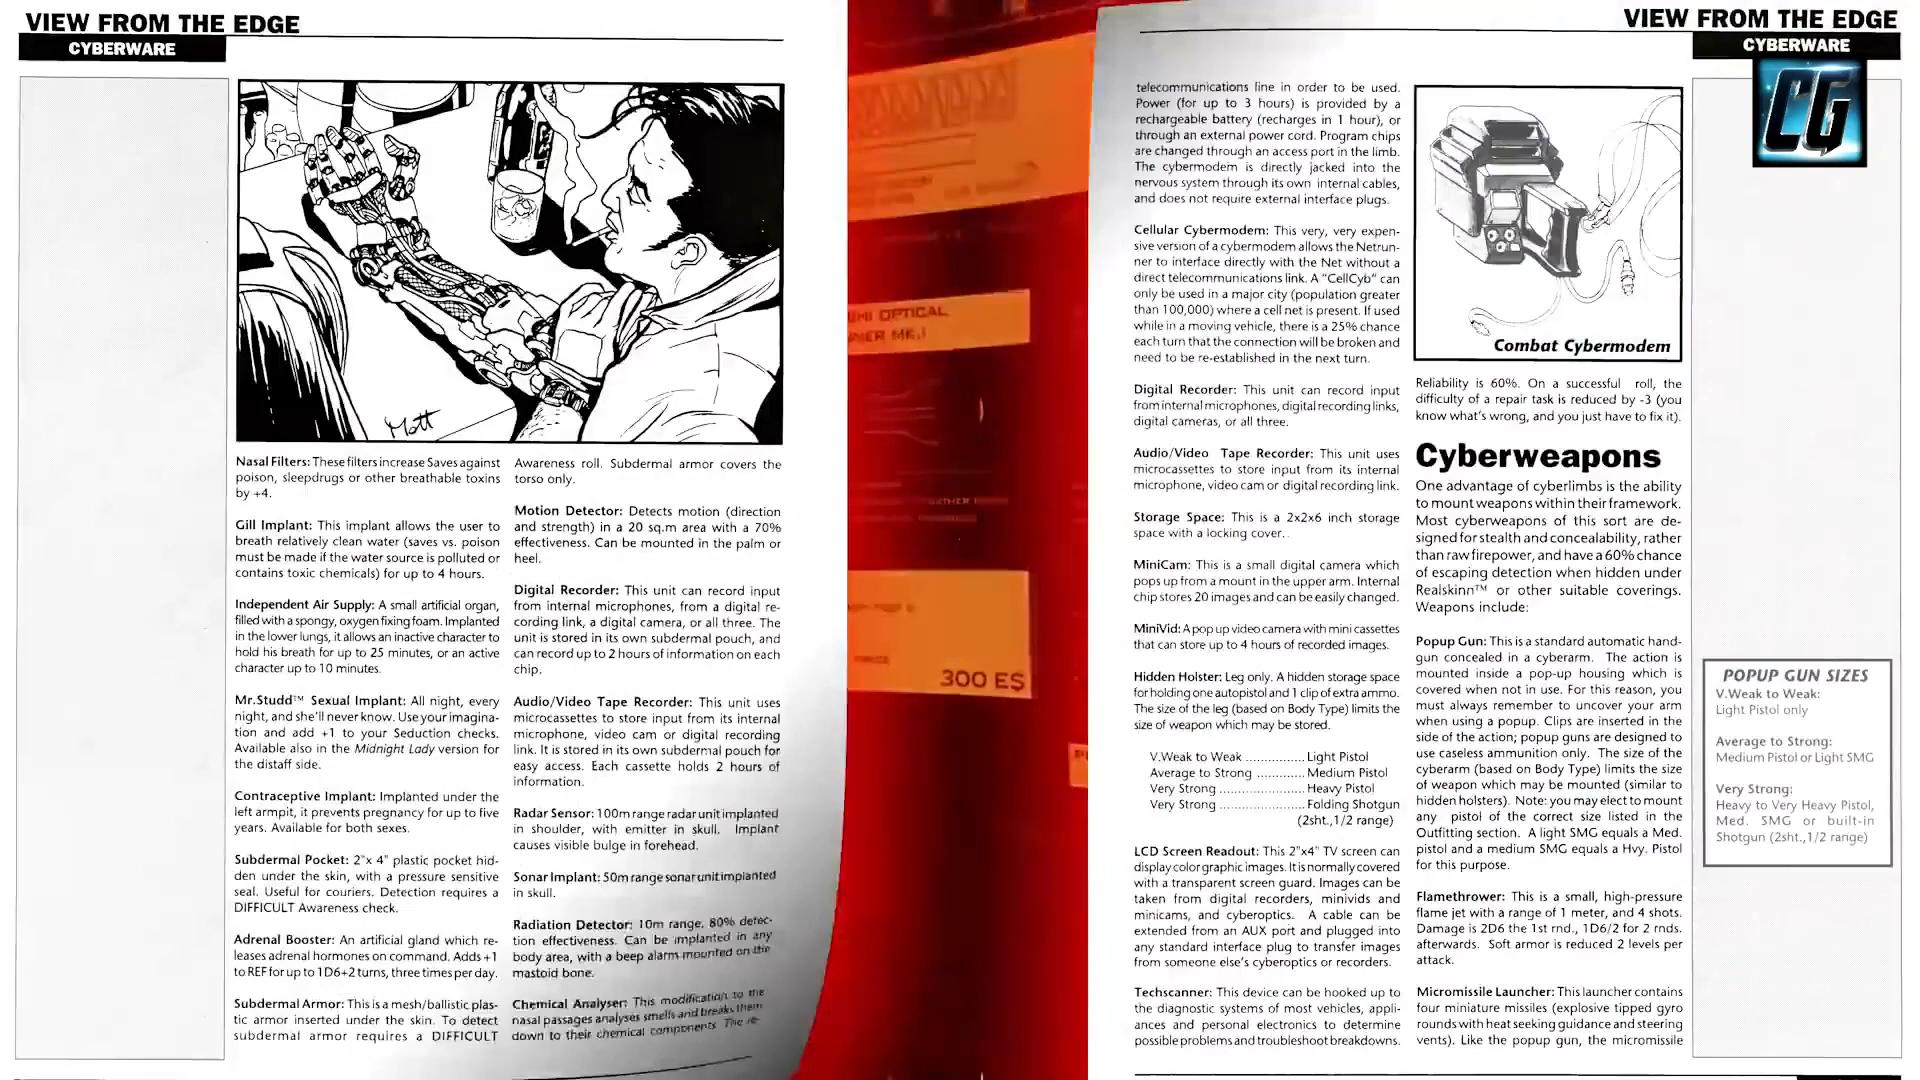 VIEW FROM THE EDGE
CYBERWARE
Mott
Nasal Filters: These filters increase Saves against
poison, sleepdrugs or other breathable toxins
by +4.
Gill Implant: This implant allows the user to
breath relatively clean water (saves vs. poison
must be made if the water source is polluted or
contains toxic chemicals) for up to 4 hours.
Independent Air Supply: A small artificial organ,
filled with a spongy, oxygen fixing foam. Implanted
in the lower lungs, it allows an inactive character to
hold his breath for up to 25 minutes, or an active
character up to 10 minutes.
Mr.Studd™ Sexual Implant: All night, every
night, and she'll never know. Use your imagina-
tion and add +1 to your Seduction checks.
Available also in the Midnight Lady version for
the distaff side.
Contraceptive Implant: Implanted under the
left armpit, it prevents pregnancy for up to five
years. Available for both sexes.
Subdermal Pocket: 2"x 4" plastic pocket hid-
den under the skin, with a pressure sensitive
seal. Useful for couriers. Detection requires a
DIFFICULT Awareness check.
Adrenal Booster: An artificial gland which re-
leases adrenal hormones on command. Adds +1
to REF for up to 1D6+2 turns, three times per day.
Subdermal Armor: This is a mesh/ballistic plas-
tic armor inserted under the skin. To detect
subdermal armor requires a DIFFICULT
Awareness roll. Subdermal armor covers the
torso only.
Motion Detector: Detects motion (direction
and strength) in a 20 sq.m area with a 70%
effectiveness. Can be mounted in the palm or
heel.
Digital Recorder: This unit can record input
from internal microphones, from a digital re-
cording link, a digital camera, or all three. The
unit is stored in its own subdermal pouch, and
can record up to 2 hours of information on each
chip.
Audio/Video Tape Recorder: This unit uses
microcassettes to store input from its internal
microphone, video cam or digital recording
link. It is stored in its own subdermal pouch for
easy access. Each cassette holds 2 hours of
information.
Radar Sensor: 100m range radar unit implanted
in shoulder, with emitter in skull. Implant
causes visible bulge in forehead.
Sonar Implant: 50m range sonar unit implanted
in skull.
Radiation Detector: 10m range, 80% detec-
tion effectiveness. Can be implanted in any
body area, with a beep alarm mounted on the
mastoid bone.
Chemical Analyser: This modification to the
nasal passages analyses smells and breaks them
down to their chemical components. The re-
OPTICAL
MK.I
300 E$
VIEW FROM THE EDGE
CYBERWARE
CG
telecommunications line in order to be used.
Power (for up to 3 hours) is provided by a
rechargeable battery (recharges in 1 hour), or
through an external power cord. Program chips
are changed through an access port in the limb.
The cybermodem is directly jacked into the
nervous system through its own internal cables,
and does not require external interface plugs.
Cellular Cybermodem: This very, very expen-
sive version of a cybermodem allows the Netrun-
ner to interface directly with the Net without a
direct telecommunications link. A "CellCyb" can
only be used in a major city (population greater
than 100,000) where a cell net is present. If used
while in a moving vehicle, there is a 25% chance
each turn that the connection will be broken and
need to be re-established in the next turn.
Digital Recorder: This unit can record input
from internal microphones, digital recording links,
digital cameras, or all three.
Audio/Video Tape Recorder: This unit uses
microcassettes to store input from its internal
microphone, video cam or digital recording link.
Storage Space: This is a 2x2x6 inch storage
space with a locking cover..
MiniCam: This is a small digital camera which
pops up from a mount in the upper arm. Internal
chip stores 20 images and can be easily changed.
MiniVid: A pop up video camera with mini cassettes
that can store up to 4 hours of recorded images.
Hidden Holster: Leg only. A hidden storage space
for holding one autopistol and 1 clip of extra ammo.
The size of the leg (based on Body Type) limits the
size of weapon which may be stored.
V.Weak to Weak ............... Light Pistol
Average to Strong ............ Medium Pistol
Very Strong ...................... Heavy Pistol
Very Strong ...................... Folding Shotgun
(2sht.,1/2 range)
LCD Screen Readout: This 2"x4" TV screen can
display color graphic images. It is normally covered
with a transparent screen guard. Images can be
taken from digital recorders, minivids and
minicams, and cyberoptics. A cable can be
extended from an AUX port and plugged into
any standard interface plug to transfer images
from someone else's cyberoptics or recorders.
Techscanner: This device can be hooked up to
the diagnostic systems of most vehicles, appli-
ances and personal electronics to determine
possible problems and troubleshoot breakdowns.
Combat Cybermodem
Reliability is 60%. On a successful roll, the
difficulty of a repair task is reduced by -3 (you
know what's wrong, and you just have to fix it).
Cyberweapons
One advantage of cyberlimbs is the ability
to mount weapons within their framework.
Most cyberweapons of this sort are de-
signed for stealth and concealability, rather
than raw firepower, and have a 60% chance
of escaping detection when hidden under
Realskinn™ or other suitable coverings.
Weapons include:
Popup Gun: This is a standard automatic hand-
gun concealed in a cyberarm. The action is
mounted inside a pop-up housing which is
covered when not in use. For this reason, you
must always remember to uncover your arm
when using a popup. Clips are inserted in the
side of the action; popup guns are designed to
use caseless ammunition only. The size of the
cyberarm (based on Body Type) limits the size
of weapon which may be mounted (similar to
hidden holsters). Note: you may elect to mount
any pistol of the correct size listed in the
Outfitting section. A light SMG equals a Med.
pistol and a medium SMG equals a Hvy. Pistol
for this purpose.
Flamethrower: This is a small, high-pressure
flame jet with a range of 1 meter, and 4 shots.
Damage is 2D6 the 1st rnd., 1D6/2 for 2 rnds.
afterwards. Soft armor is reduced 2 levels per
attack.
Micromissile Launcher: This launcher contains
four miniature missiles (explosive tipped gyro
rounds with heat seeking guidance and steering
vents). Like the popup gun, the micromissile
POPUP GUN SIZES
V.Weak to Weak:
Light Pistol only
Average to Strong:
Medium Pistol or Light SMG
Very Strong:
Heavy to Very Heavy Pistol,
Med. SMG or built-in
Shotgun (2sht.,1/2 range)